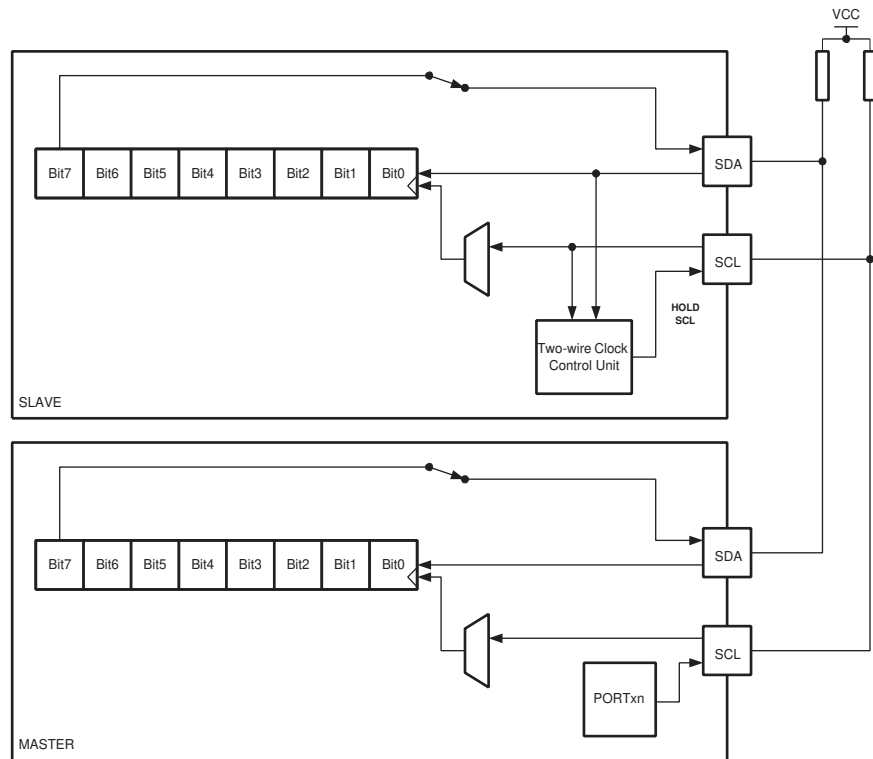 VCC
Bit7 Bit6 Bit5 Bit4 Bit3 Bit2 Bit1 Bit0
SDA
SCL
HOLD
SCL
Two-wire Clock
Control Unit
SLAVE
Bit7 Bit6 Bit5 Bit4 Bit3 Bit2 Bit1 Bit0
SDA
SCL
PORTxn
MASTER